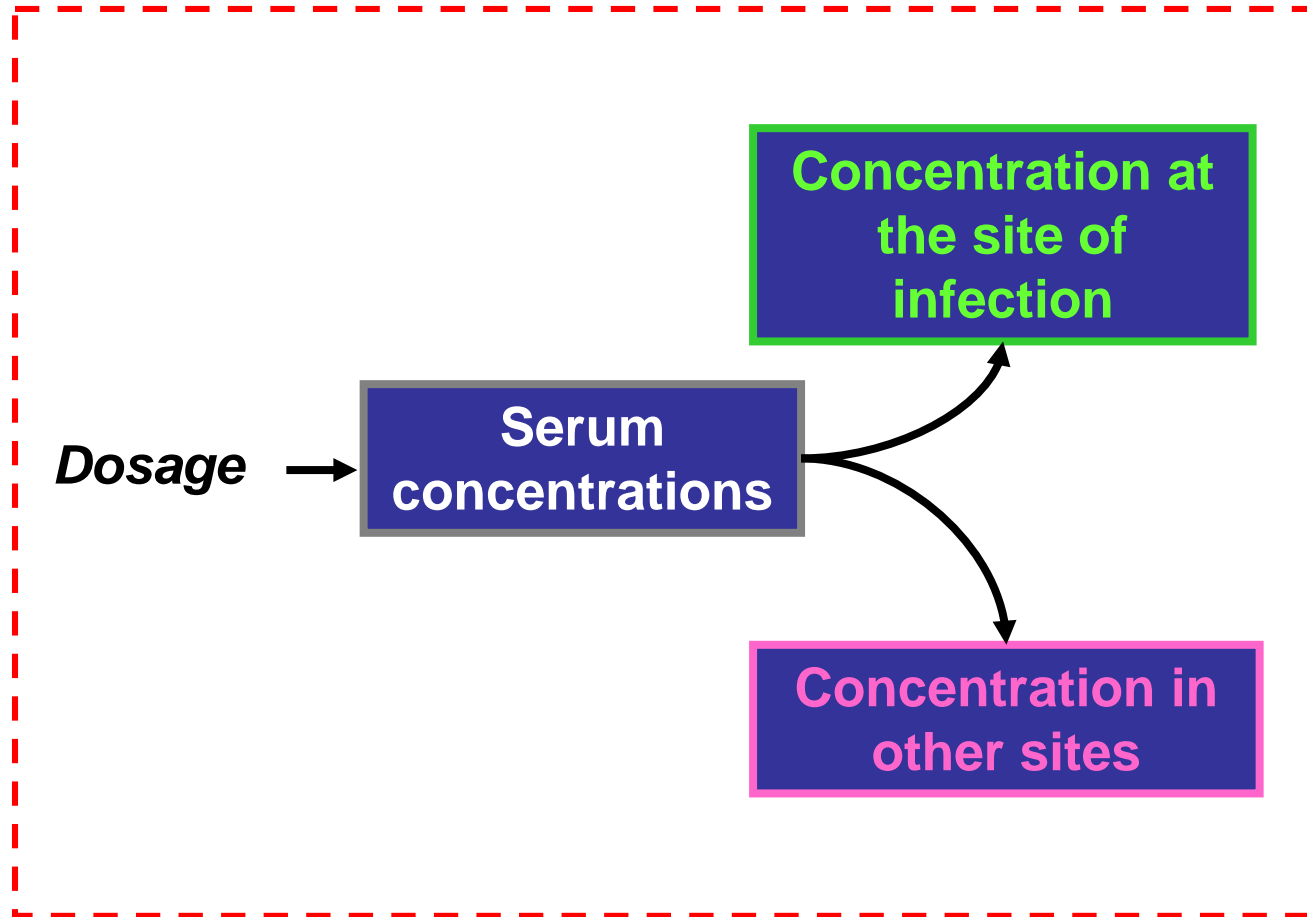 Dosage
Serum
concentrations
Concentration at
the site of
infection
Concentration in
other sites